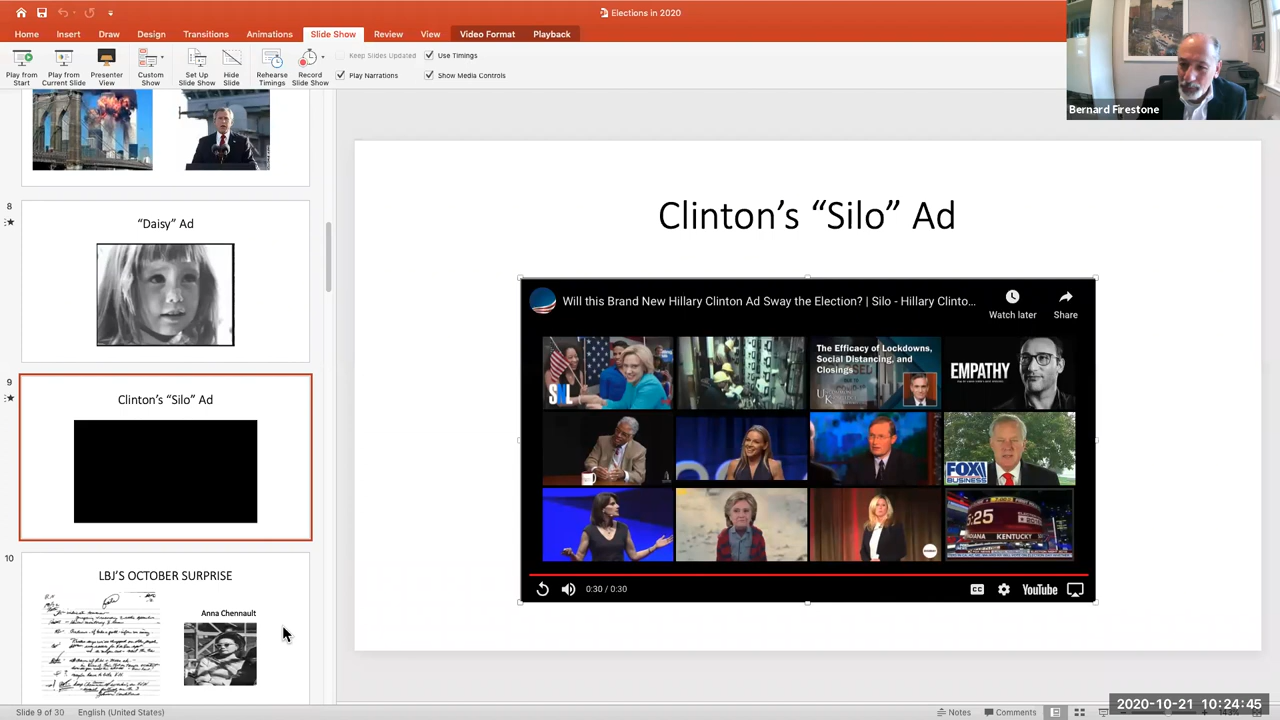 Elections in 2020
Home Insert Draw Design Transitions Animations Slide Show Review View Video Format Playback
Play from Start
Play from Current Slide
Presenter View
Custom Show
Set Up Slide Show
Hide Slide
Rehearse Timings
Record Slide Show
Keep Slides Updated
Use Timings
Play Narrations
Show Media Controls
Bernard Firestone
8
“Daisy” Ad
9
Clinton’s “Silo” Ad
10
LBJ’S OCTOBER SURPRISE
Anna Chennault
Clinton’s “Silo” Ad
Will this Brand New Hillary Clinton Ad Sway the Election? | Silo - Hillary Clinto...
Watch later
Share
SNL
The Efficacy of Lockdowns,
Social Distancing, and
Closings
UK
EMPATHY
FOX
BUSINESS
5:25
INDIANA KENTUCKY
0:30 / 0:30
CC
YouTube
Slide 9 of 30 English (United States)
Notes Comments
2020-10-21 10:24:45